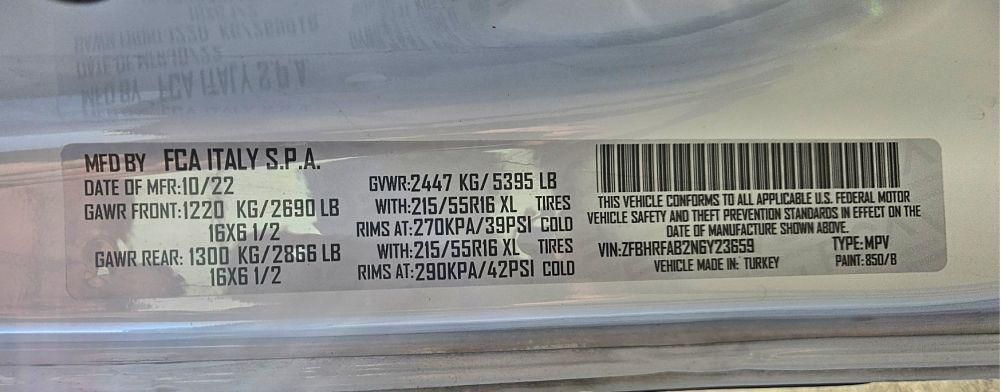 MFD BY FCA ITALY S.P.A.
DATE OF MFR:10/22
GAWR FRONT:1220 KG/2690 LB
16X6 1/2
GAWR REAR: 1300 KG/2866 LB
16X6 1/2
GVWR:2447 KG/ 5395 LB
WITH:215/55R16 XL TIRES
RIMS AT:270KPA/39PSI COLD
WITH:215/55R16 XL TIRES
RIMS AT:290KPA/42PSI COLD
THIS VEHICLE CONFORMS TO ALL APPLICABLE U.S. FEDERAL MOTOR
VEHICLE SAFETY AND THEFT PREVENTION STANDARDS IN EFFECT ON THE
DATE OF MANUFACTURE SHOWN ABOVE.
VIN:ZFBHRFAB2N6Y23659 TYPE:MPV
VEHICLE MADE IN: TURKEY PAINT:850/B